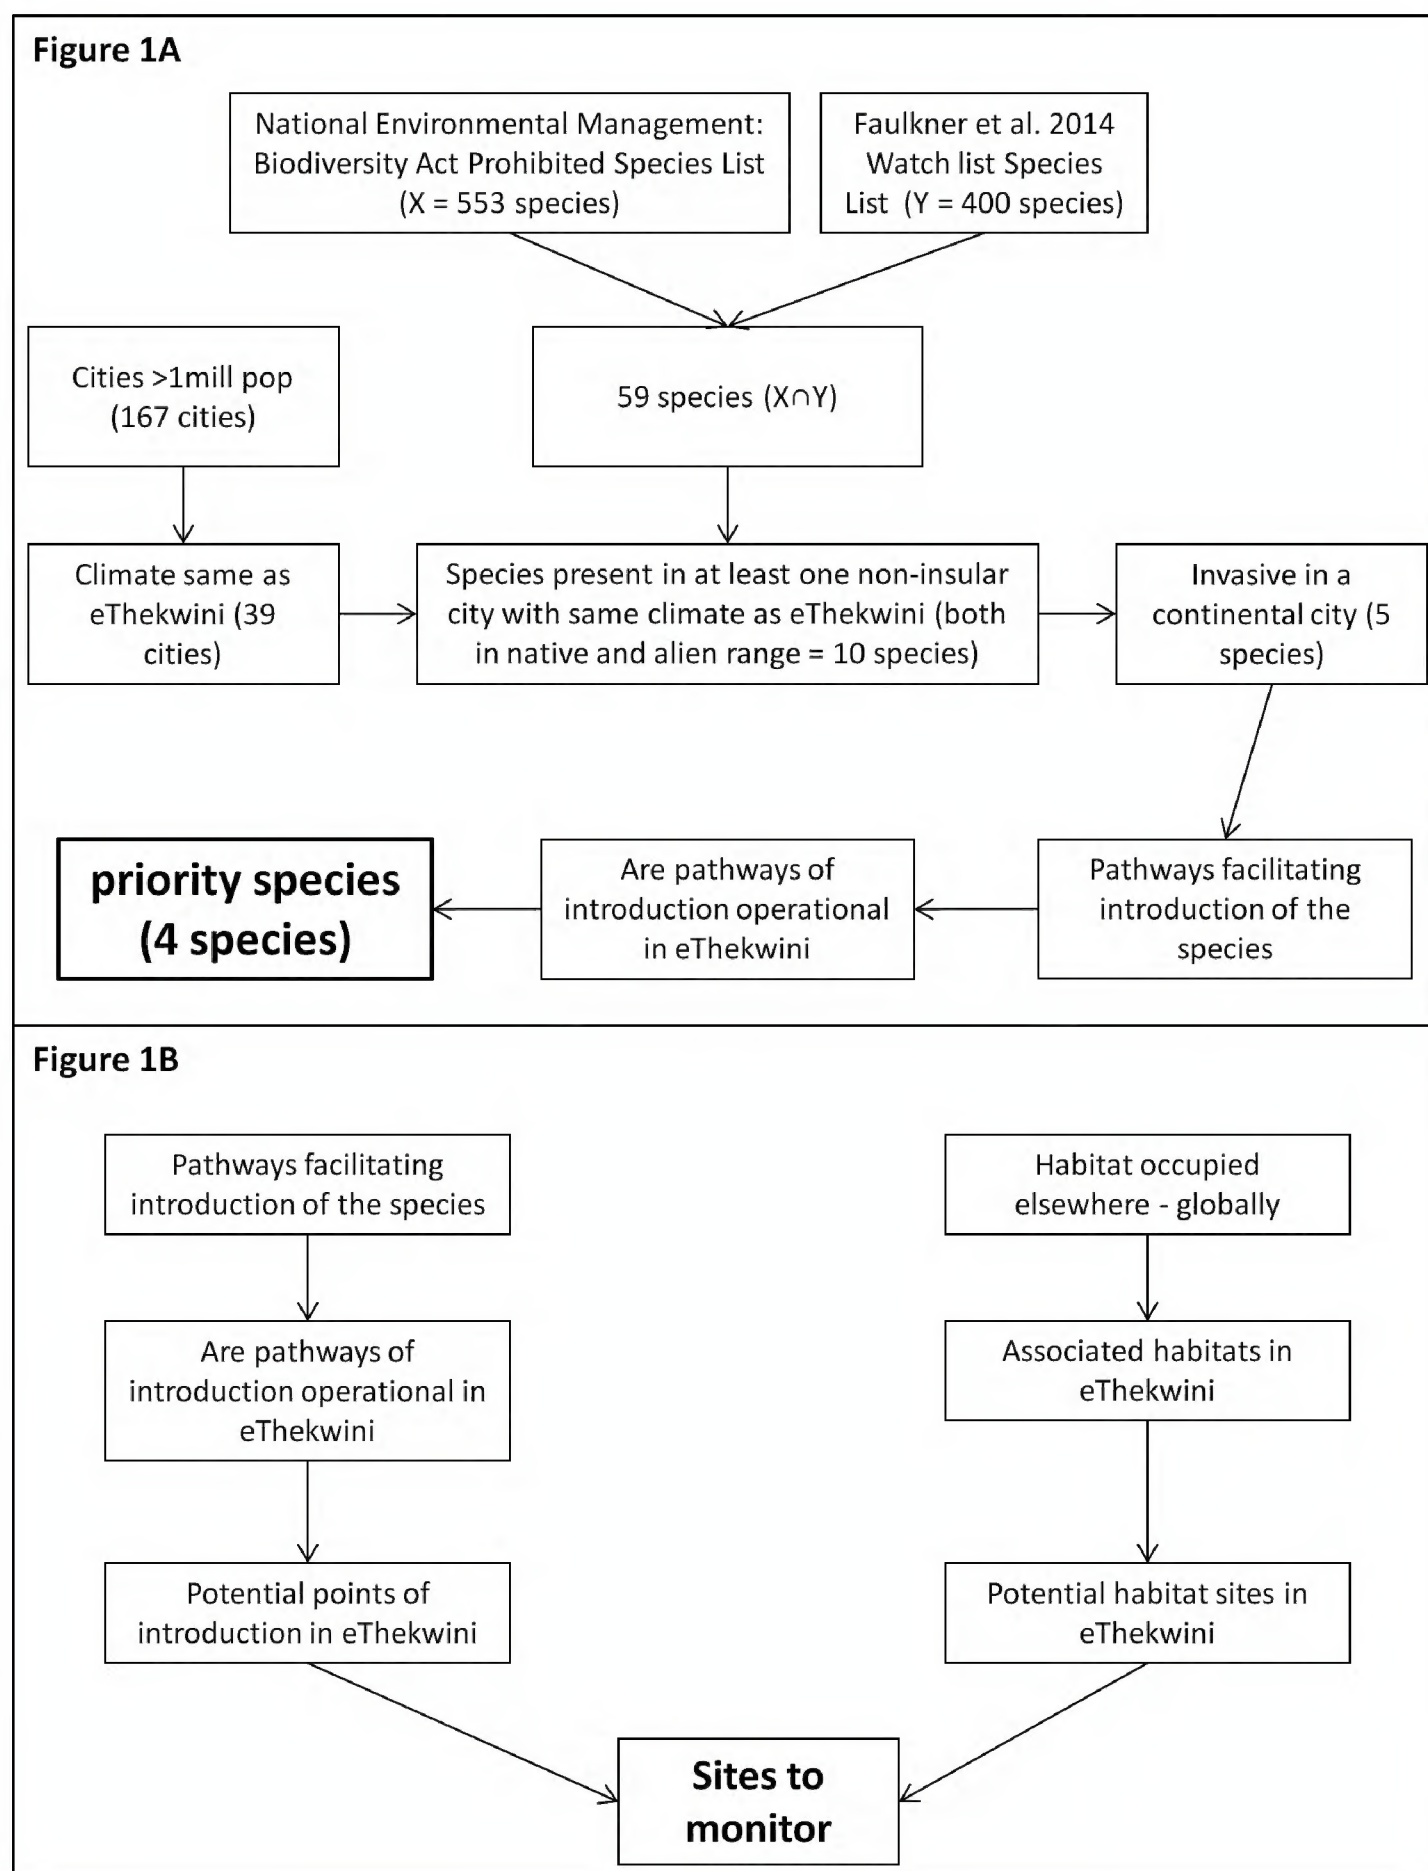 Figure 1A
National Environmental Management:
Biodiversity Act Prohibited Species List
(X = 553 species)
Faulkner et al. 2014
Watch list Species
List (Y = 400 species)
Cities >1mill pop
(167 cities)
59 species (X∩Y)
Climate same as
eThekwini (39
cities)
Species present in at least one non-insular
city with same climate as eThekwini (both
in native and alien range = 10 species)
Invasive in a
continental city (5
species)
priority species
(4 species)
Are pathways of
introduction operational
in eThekwini
Pathways facilitating
introduction of the
species
Figure 1B
Pathways facilitating
introduction of the species
Habitat occupied
elsewhere - globally
Are pathways of
introduction operational in
eThekwini
Associated habitats in
eThekwini
Potential points of
introduction in eThekwini
Potential habitat sites in
eThekwini
Sites to
monitor